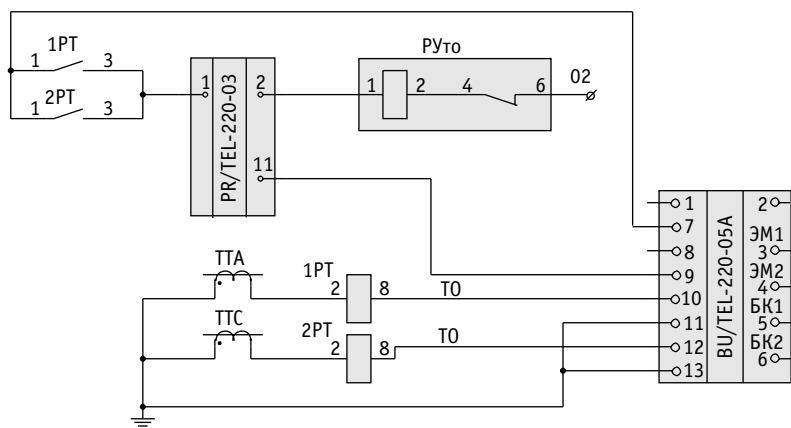 1РТ
1 3
2РТ
1 3
1 2
11
PR/TEL-220-03
РУто
1 2 4 6
02
ТТА
1РТ
2 8
ТО
ТТС
2РТ
2 8
ТО
1
7
8
9
10
11
12
13
BU/TEL-220-05A
2
ЭМ1
3
ЭМ2
4
БК1
5
БК2
6